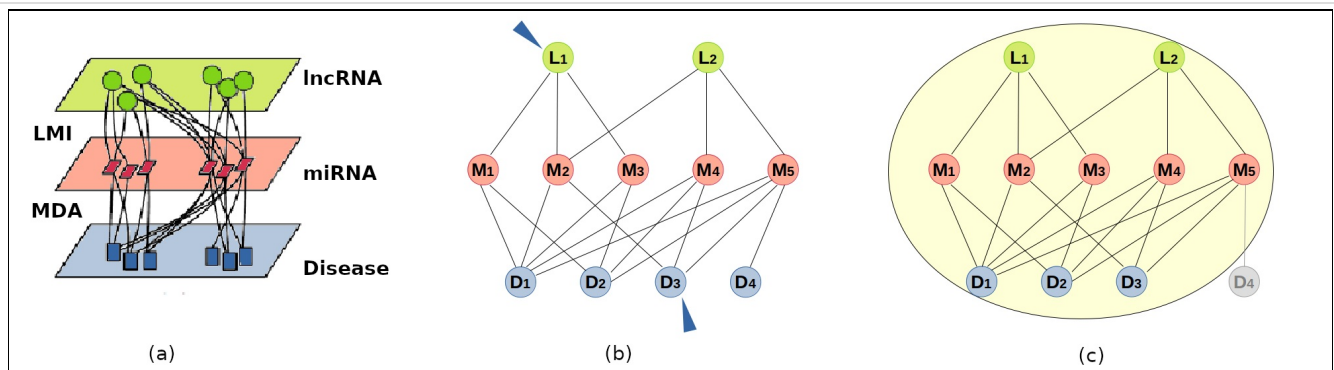 lncRNA
LMI
miRNA
MDA
Disease
(a)
L1 L2
M1 M2 M3 M4 M5
D1 D2 D3 D4
(b)
L1 L2
M1 M2 M3 M4 M5
D1 D2 D3 D4
(c)